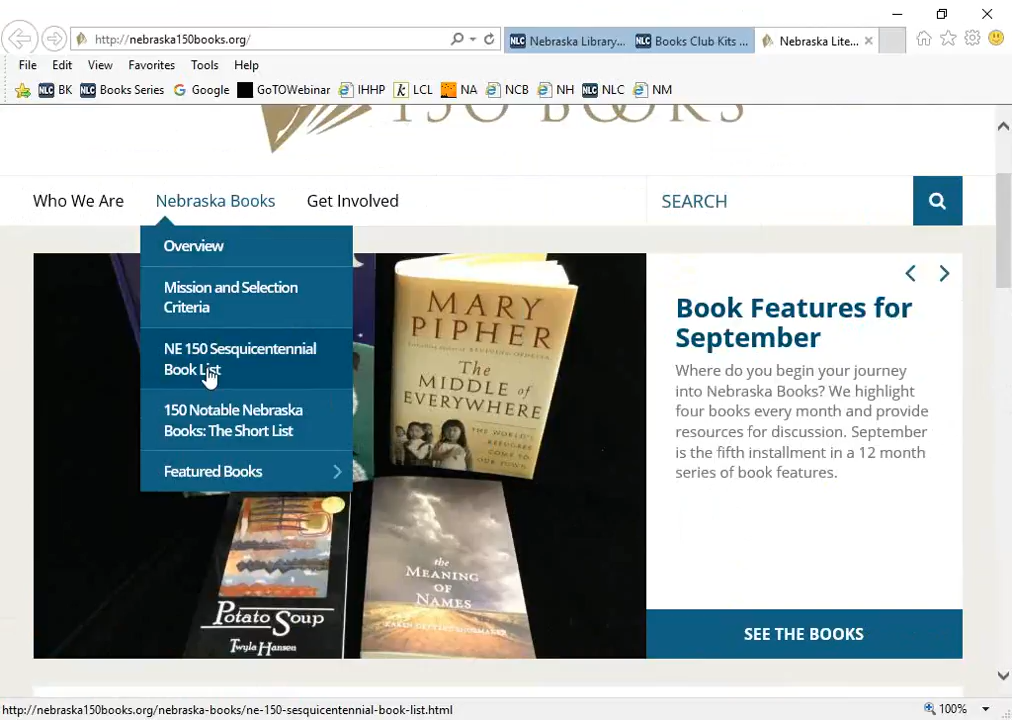 http://nebraska150books.org/
NLC Nebraska Library...
NLC Books Club Kits ...
Nebraska Lite...
File Edit View Favorites Tools Help
NLC BK NLC Books Series G Google GoTOWebinar IHHP k LCL NA NCB NH NLC NM
150 BOOKS
Who We Are Nebraska Books Get Involved SEARCH
Overview
Mission and Selection
Criteria
NE 150 Sesquicentennial
Book List
150 Notable Nebraska
Books: The Short List
Featured Books
MARY
PIPHER
THE
MIDDLE of
EVERYWHERE
THE WORLD'S
REFUGEES
COME TO
OUR TOWN
Potato Soup
Twyla Hansen
the
MEANING
OF
NAMES
KAREN GETTERT SHOEMAKER
Book Features for
September
Where do you begin your journey
into Nebraska Books? We highlight
four books every month and provide
resources for discussion. September
is the fifth installment in a 12 month
series of book features.
SEE THE BOOKS
http://nebraska150books.org/nebraska-books/ne-150-sesquicentennial-book-list.html
100%